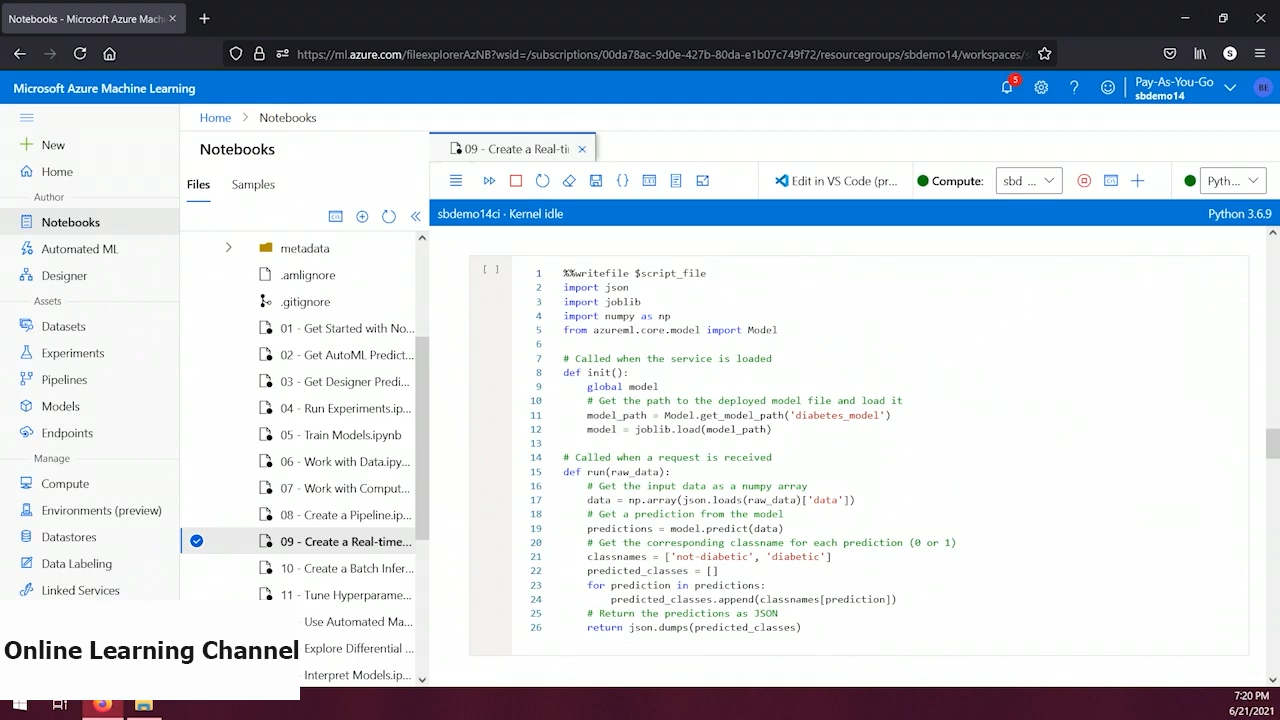 Notebooks - Microsoft Azure Machi
https://ml.azure.com/fileexplorerAzNB?wsid=/subscriptions/00da78ac-9d0e-427b-80da-e1b07c749f72/resourcegroups/sbdemo14/workspaces/s
Microsoft Azure Machine Learning
5
Pay-As-You-Go
sbdemo14
BE
New
Home
Author
Notebooks
Automated ML
Designer
Assets
Datasets
Experiments
Pipelines
Models
Endpoints
Manage
Compute
Environments (preview)
Datastores
Data Labeling
Linked Services
Home > Notebooks
Notebooks
Files
Samples
metadata
.amlignore
.gitignore
01 - Get Started with No...
02 - Get AutoML Predict...
03 - Get Designer Predi...
04 - Run Experiments.ip...
05 - Train Models.ipynb
06 - Work with Data.ipy...
07 - Work with Comput...
08 - Create a Pipeline.ip...
09 - Create a Real-time...
10 - Create a Batch Infer...
11 - Tune Hyperparame...
Use Automated Ma...
Explore Differential ...
Interpret Models.ip...
09 - Create a Real-ti
Edit in VS Code (pr...
Compute:
sbd ...
Pyth...
sbdemo14ci · Kernel idle
Python 3.6.9
[ ]
1 %%writefile $script_file
2 import json
3 import joblib
4 import numpy as np
5 from azureml.core.model import Model
6
7 # Called when the service is loaded
8 def init():
9 global model
10 # Get the path to the deployed model file and load it
11 model_path = Model.get_model_path('diabetes_model')
12 model = joblib.load(model_path)
13
14 # Called when a request is received
15 def run(raw_data):
16 # Get the input data as a numpy array
17 data = np.array(json.loads(raw_data)['data'])
18 # Get a prediction from the model
19 predictions = model.predict(data)
20 # Get the corresponding classname for each prediction (0 or 1)
21 classnames = ['not-diabetic', 'diabetic']
22 predicted_classes = []
23 for prediction in predictions:
24 predicted_classes.append(classnames[prediction])
25 # Return the predictions as JSON
26 return json.dumps(predicted_classes)
Online Learning Channel
7:20 PM
6/21/2021